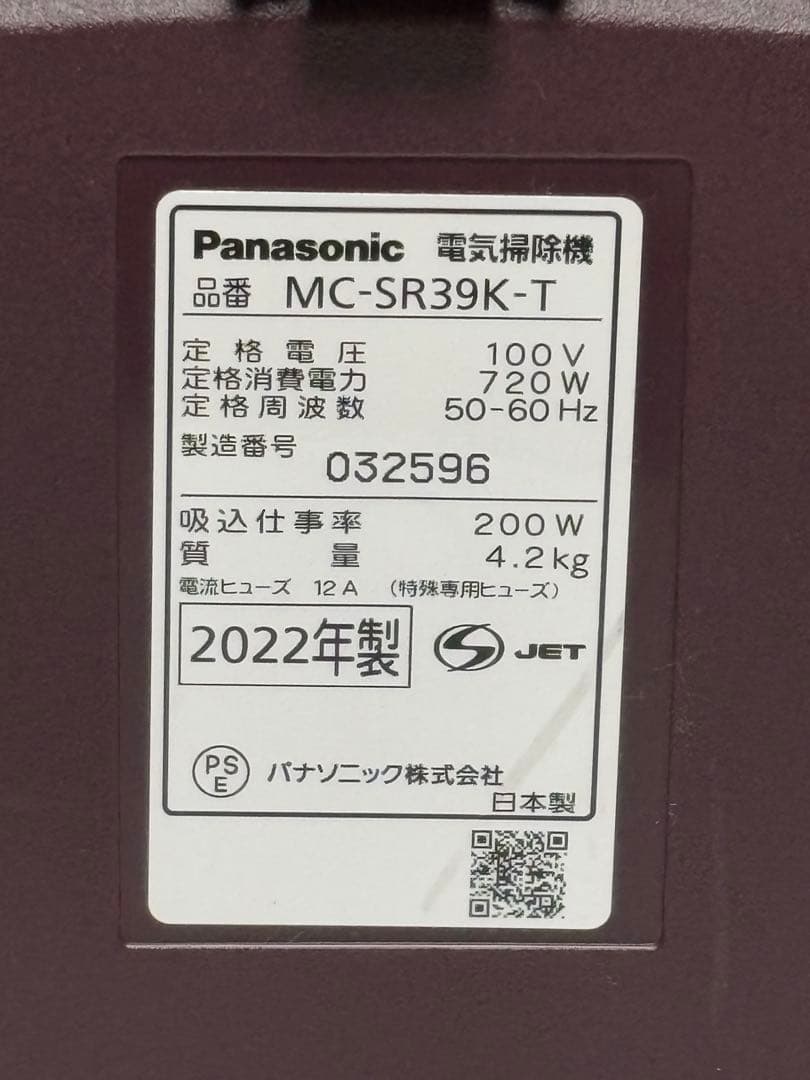 Panasonic 電気掃除機
品番 MC-SR39K-T
定格電圧 100V
定格消費電力 720W
定格周波数 50-60Hz
製造番号 032596
吸込仕事率 200W
質量 4.2kg
電流ヒューズ 12A (特殊専用ヒューズ)
2022年製 S JET
PSE パナソニック株式会社
日本製